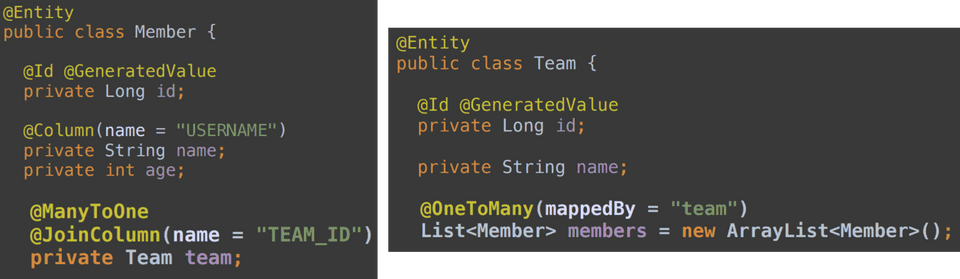 @Entity
public class Member {
@Id @GeneratedValue
private Long id;
@Column(name = "USERNAME")
private String name;
private int age;
@ManyToOne
@JoinColumn(name = "TEAM_ID")
private Team team;
@Entity
public class Team {
@Id @GeneratedValue
private Long id;
private String name;
@OneToMany(mappedBy = "team")
List<Member> members = new ArrayList<Member>();